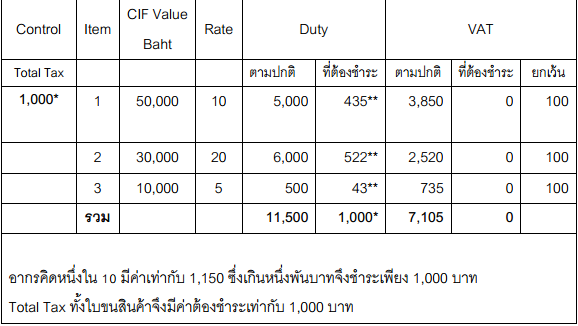 Control Item CIF Value Baht Rate Duty VAT
Total Tax ตามปกติ ที่ต้องชำระ ตามปกติ ที่ต้องชำระ ยกเว้น
1,000* 1 50,000 10 5,000 435** 3,850 0 100
2 30,000 20 6,000 522** 2,520 0 100
3 10,000 5 500 43** 735 0 100
รวม 11,500 1,000* 7,105 0
อากรคิดหนึ่งใน 10 มีค่าเท่ากับ 1,150 ซึ่งเกินหนึ่งพันบาทจึงชำระเพียง 1,000 บาท
Total Tax ทั้งใบขนสินค้าจึงมีค่าต้องชำระเท่ากับ 1,000 บาท